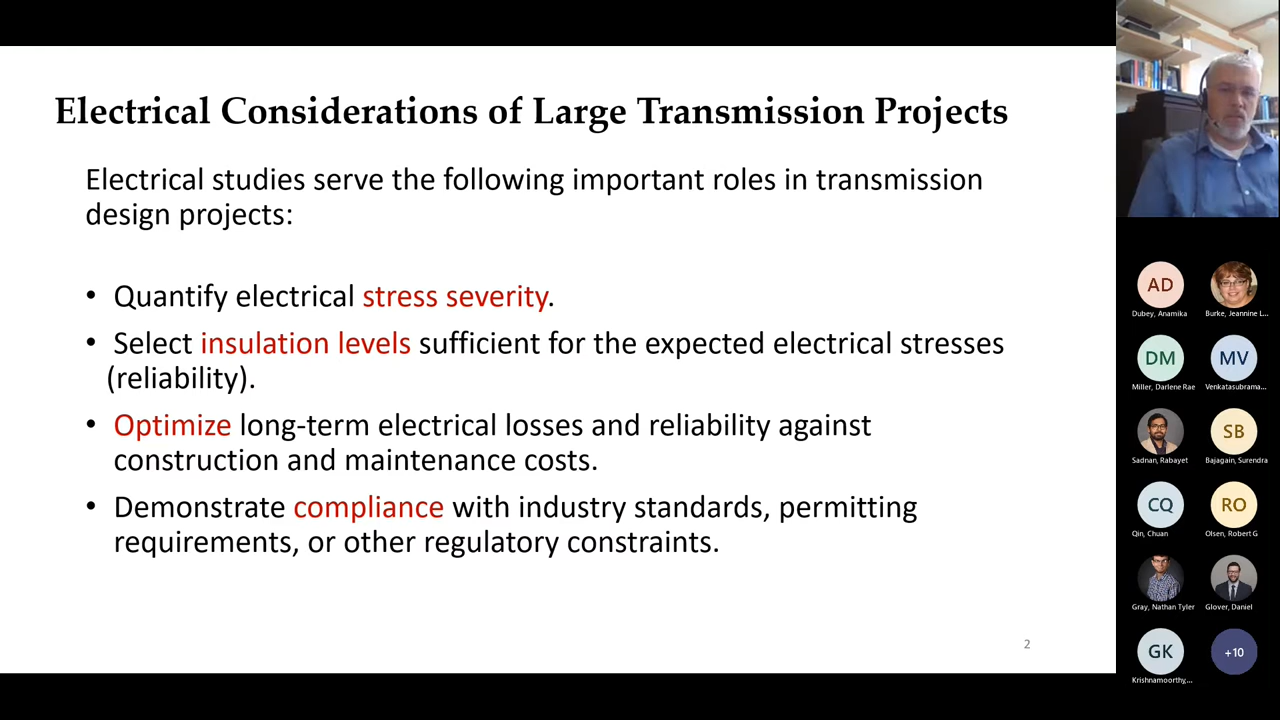 Electrical Considerations of Large Transmission Projects
Electrical studies serve the following important roles in transmission
design projects:
• Quantify electrical stress severity.
• Select insulation levels sufficient for the expected electrical stresses
(reliability).
• Optimize long-term electrical losses and reliability against
construction and maintenance costs.
• Demonstrate compliance with industry standards, permitting
requirements, or other regulatory constraints.
2
AD
Dubey, Anamika
Burke, Jeannine L...
DM
MV
Miller, Darlene Rae
Venkatasubrama...
SB
Sadnan, Rabayet
Bajagain, Surendra
CQ
RO
Qin, Chuan
Olsen, Robert G
Gray, Nathan Tyler
Glover, Daniel
GK
+10
Krishnamoorthy,...